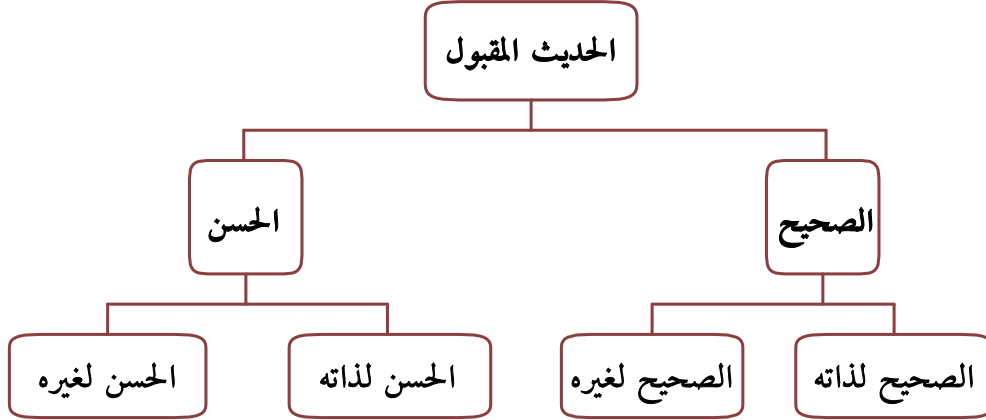 الحديث المقبول
الصحيح
الحسن
الصحيح لذاته
الصحيح لغيره
الحسن لذاته
الحسن لغيره